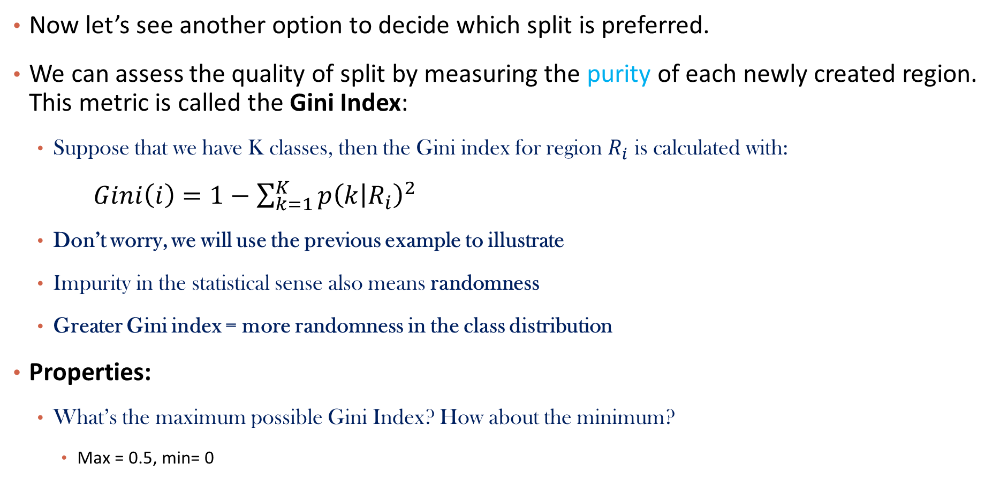 • Now let’s see another option to decide which split is preferred.
• We can assess the quality of split by measuring the purity of each newly created region.
This metric is called the Gini Index:
• Suppose that we have K classes, then the Gini index for region $R_i$ is calculated with:
$Gini(i) = 1 - \sum_{k=1}^{K} p(k|R_i)^2$
• Don’t worry, we will use the previous example to illustrate
• Impurity in the statistical sense also means randomness
• Greater Gini index = more randomness in the class distribution
• Properties:
• What’s the maximum possible Gini Index? How about the minimum?
• Max = 0.5, min= 0